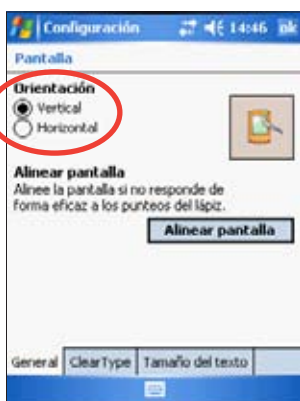 Configuración 14:46 ok
Pantalla
Orientación
Vertical
Horizontal
Alinear pantalla
Alinee la pantalla si no responde de
forma eficaz a los punteos del lápiz.
Alinear pantalla
General ClearType Tamaño del texto